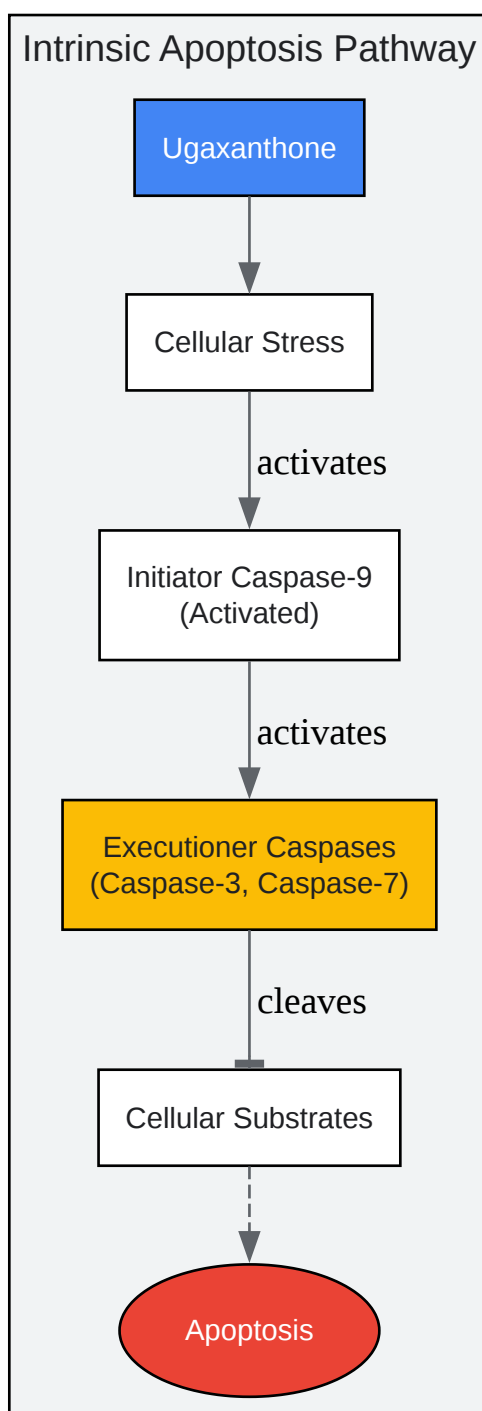 Intrinsic Apoptosis Pathway
Ugaxanthone
Cellular Stress
activates
Initiator Caspase-9
(Activated)
activates
Executioner Caspases
(Caspase-3, Caspase-7)
cleaves
Cellular Substrates
Apoptosis